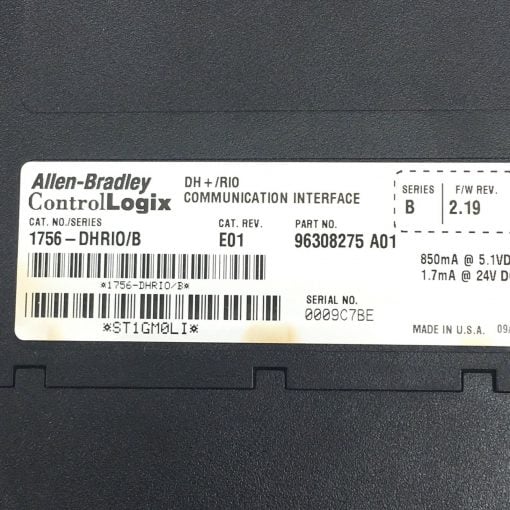 Allen-Bradley
ControlLogix
DH+/RIO
COMMUNICATION INTERFACE
SERIES
B
F/W REV.
2.19
CAT. NO./SERIES
1756-DHRIO/B
CAT. REV.
E01
PART NO.
96308275 A01
850mA @ 5.1VD
1.7mA @ 24V D
*1756-DHRIO/B*
*ST1GM0LI*
SERIAL NO.
0009C7BE
MADE IN U.S.A. 09/